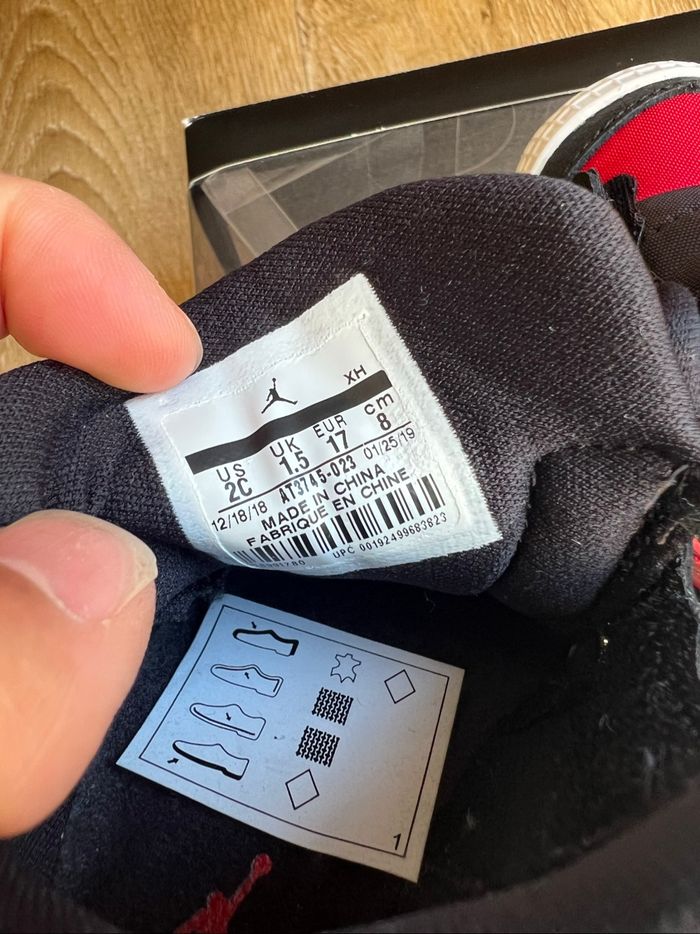 XH
US UK EUR cm
2C 1.5 17 8
12/18/18 AT3745-023 01/25/19
MADE IN CHINA
FABRIQUE EN CHINE
UPC 00192499683823
1